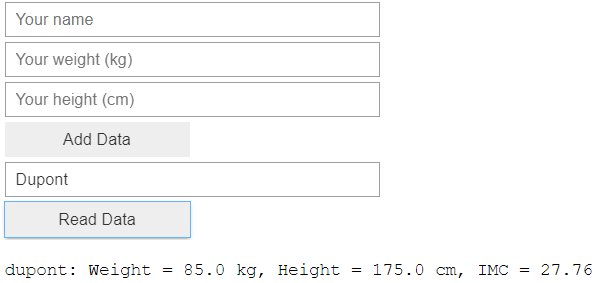 Your name
Your weight (kg)
Your height (cm)
Add Data
Dupont
Read Data
dupont: Weight = 85.0 kg, Height = 175.0 cm, IMC = 27.76